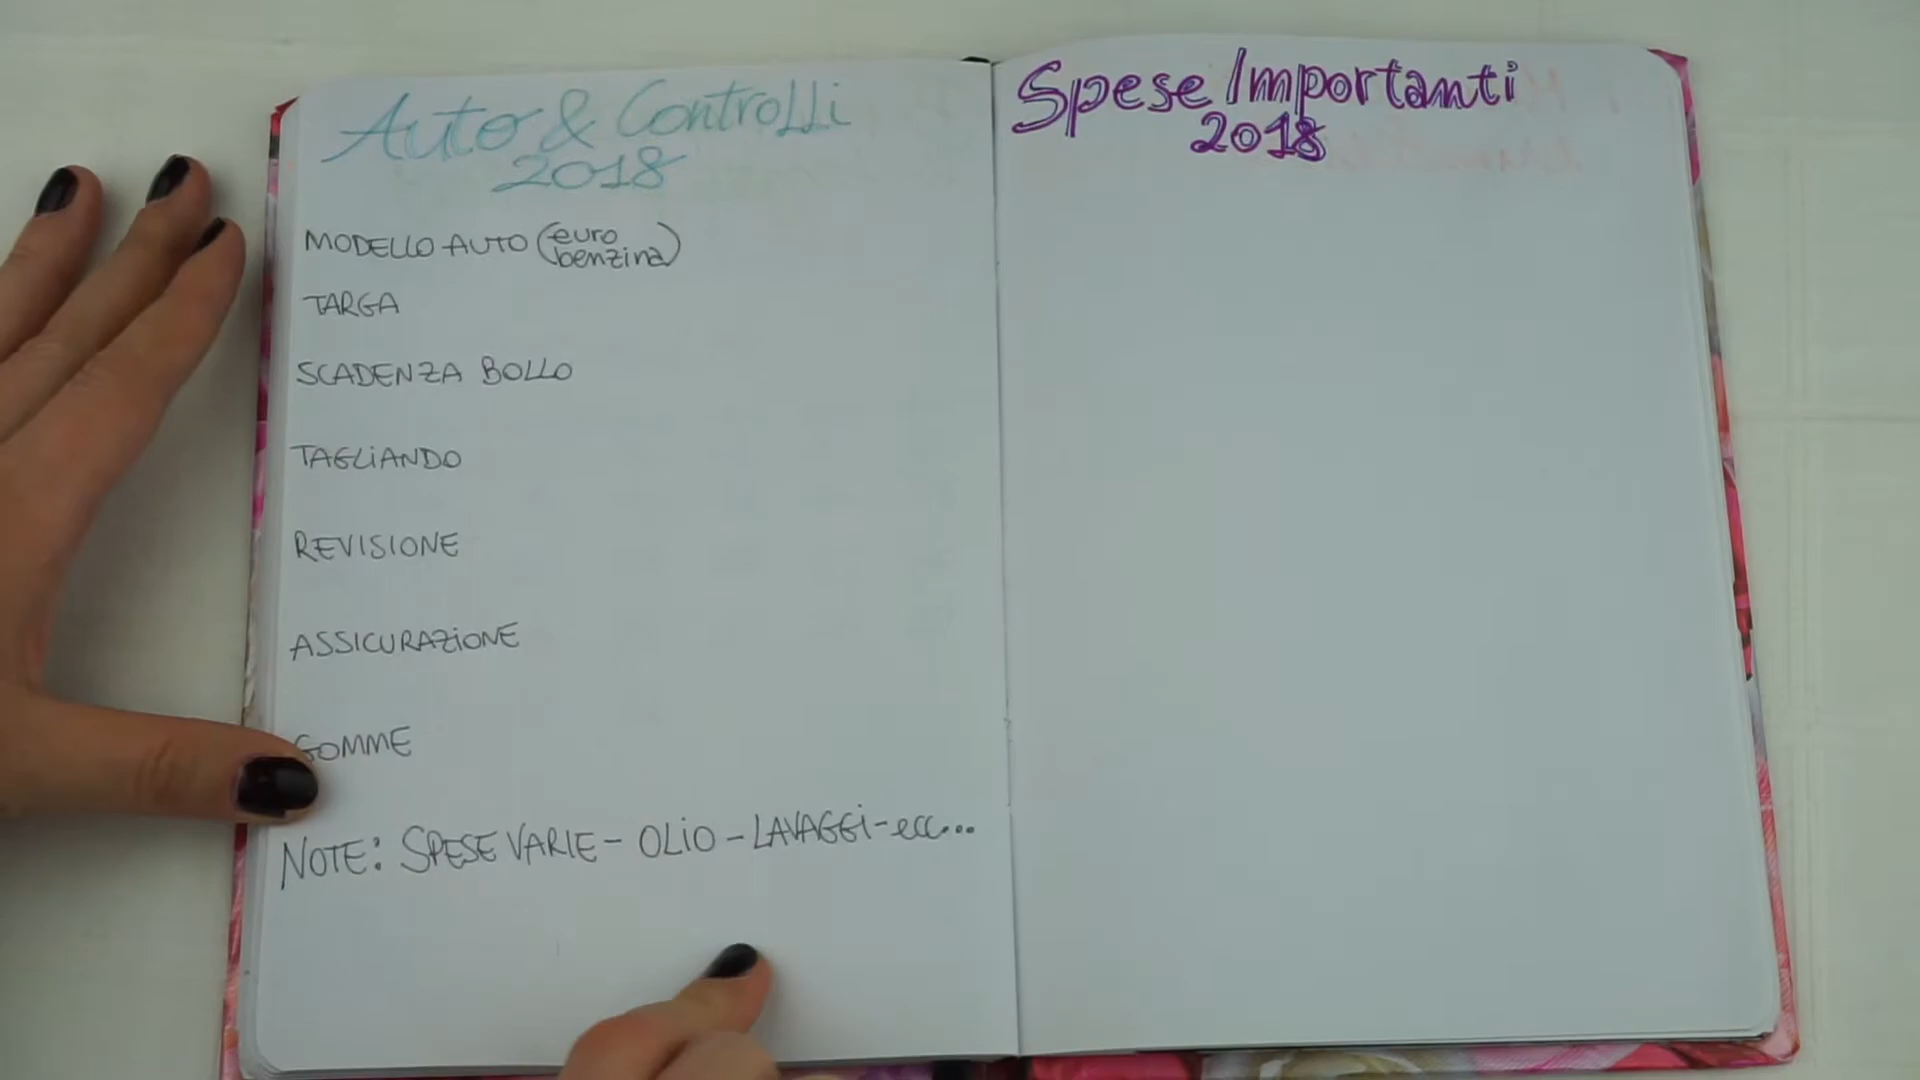 Auto & Controlli
2018
MODELLO AUTO (euro
benzina)
TARGA
SCADENZA BOLLO
TAGLIANDO
REVISIONE
ASSICURAZIONE
GOMME
NOTE: SPESE VARIE - OLIO - LAVAGGI - ecc...
Spese Importanti
2018